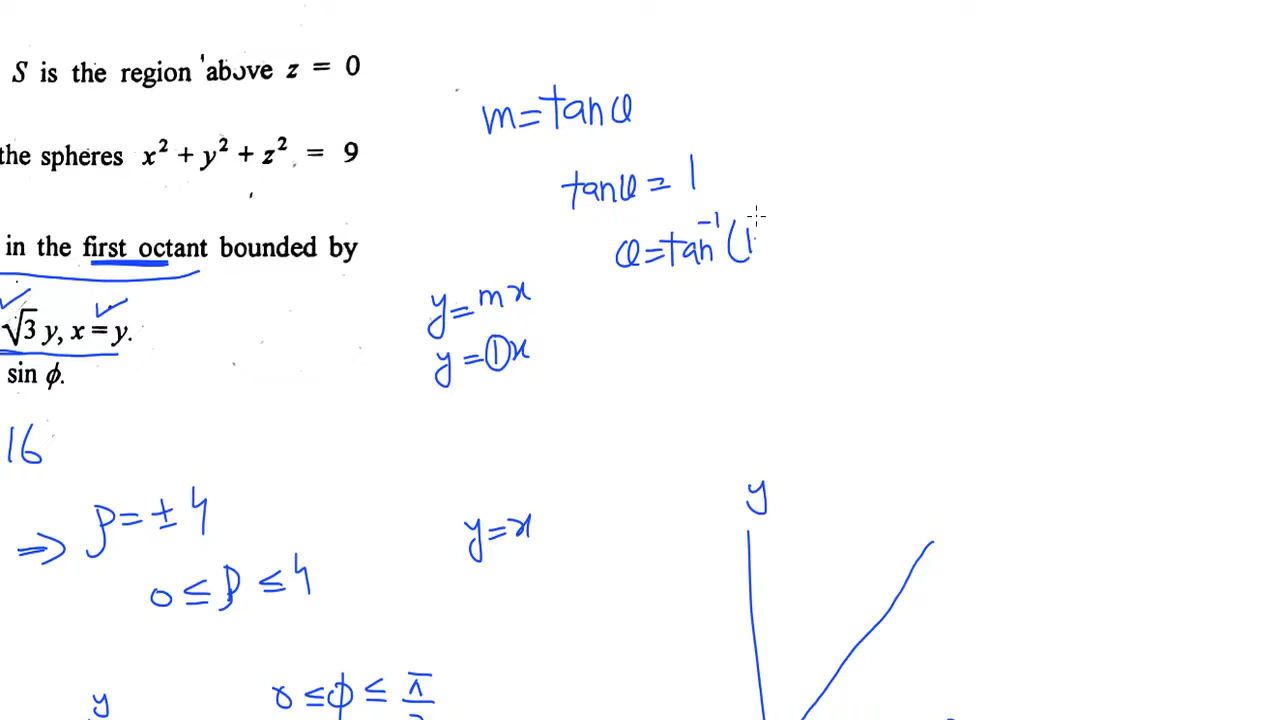 S is the region above z = 0
the spheres x² + y² + z² = 9
in the first octant bounded by
√3 y, x = y.
sin ϕ.
m = tan θ
tan θ = 1
θ = tan⁻¹ (1
y = mx
y = 1x
16
⇒ ρ = ± 4
0 ≤ ρ ≤ 4
y = x
y
y
0 ≤ ϕ ≤ π